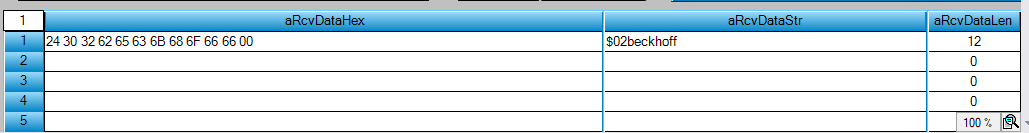 1 aRcvDataHex aRcvDataStr aRcvDataLen
1 24 30 32 62 65 63 6B 68 6F 66 66 00 $02beckhoff 12
2 0
3 0
4 0
5 100 %